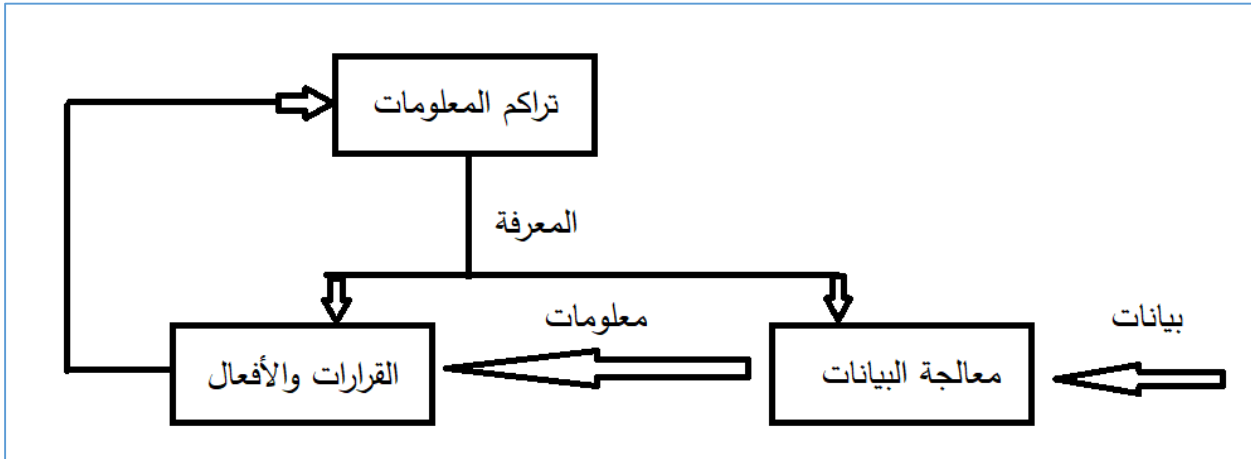 تراكم المعلومات
المعرفة
بيانات
معلومات
معالجة البيانات
القرارات والأفعال